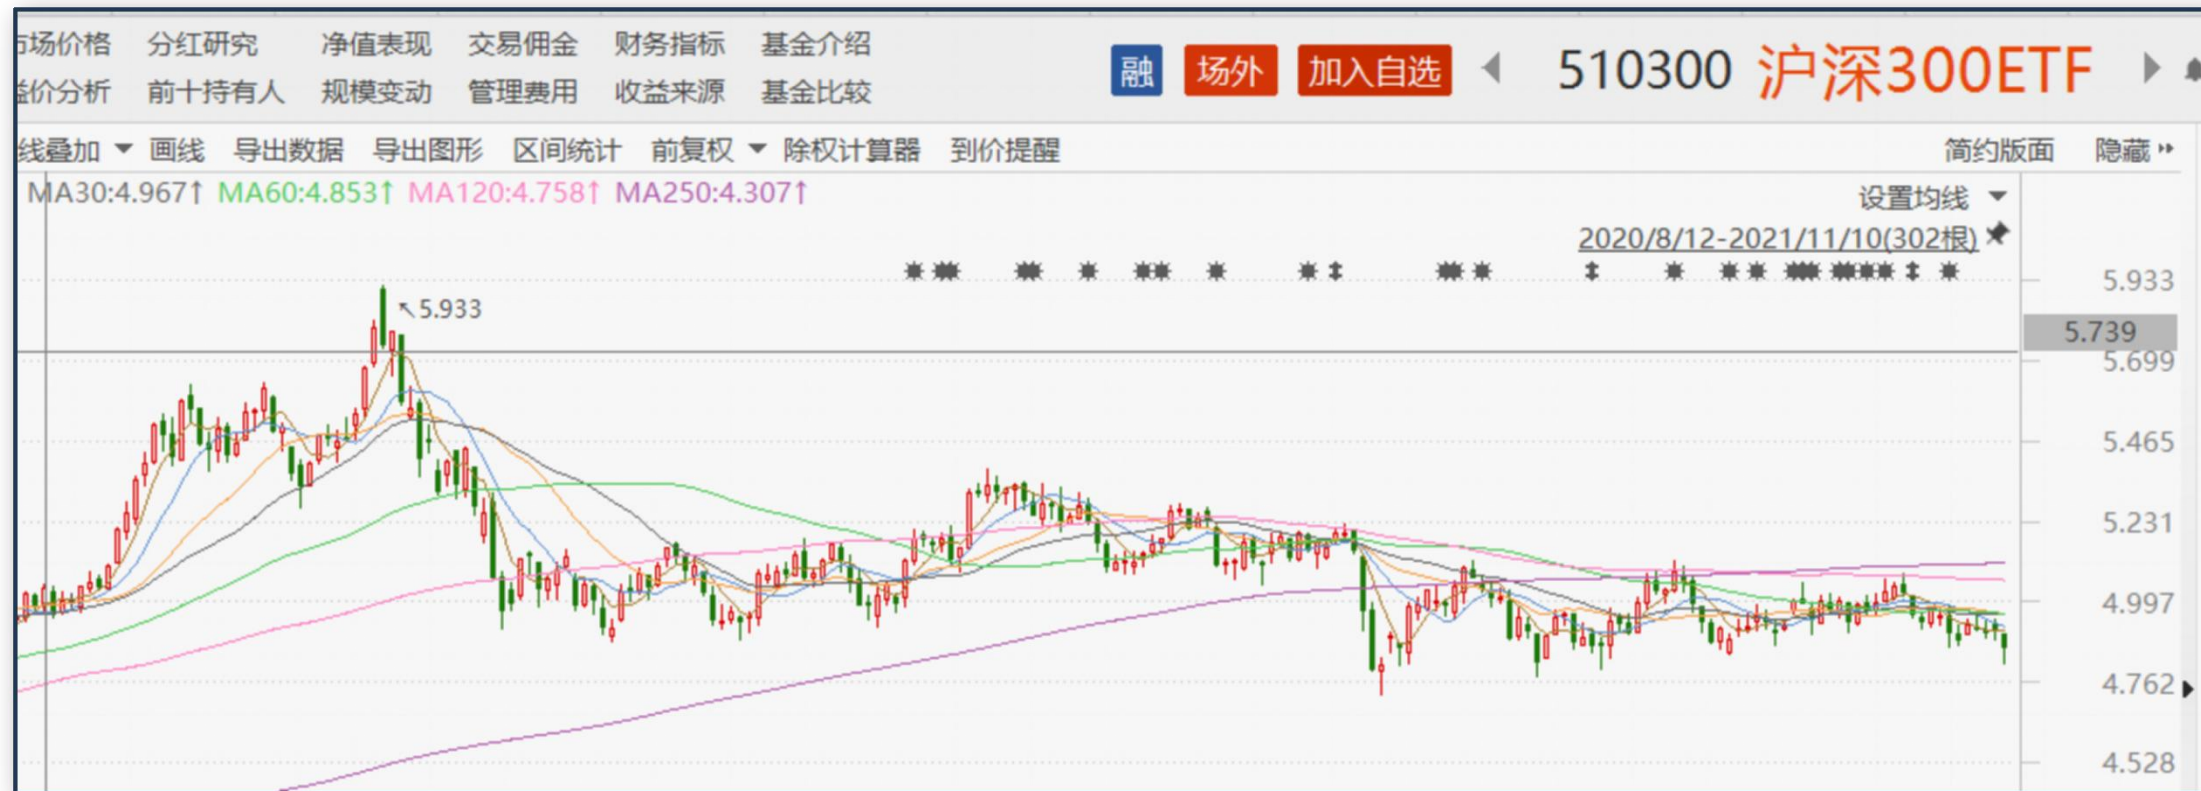 市场价格 分红研究 净值表现 交易佣金 财务指标 基金介绍
溢价分析 前十持有人 规模变动 管理费用 收益来源 基金比较
融 场外 加入自选 510300 沪深300ETF
线叠加 画线 导出数据 导出图形 区间统计 前复权 除权计算器 到价提醒 简约版面 隐藏
MA30:4.967↑ MA60:4.853↑ MA120:4.758↑ MA250:4.307↑ 设置均线
2020/8/12-2021/11/10(302根)
5.933
5.933
5.739
5.699
5.465
5.231
4.997
4.762
4.528